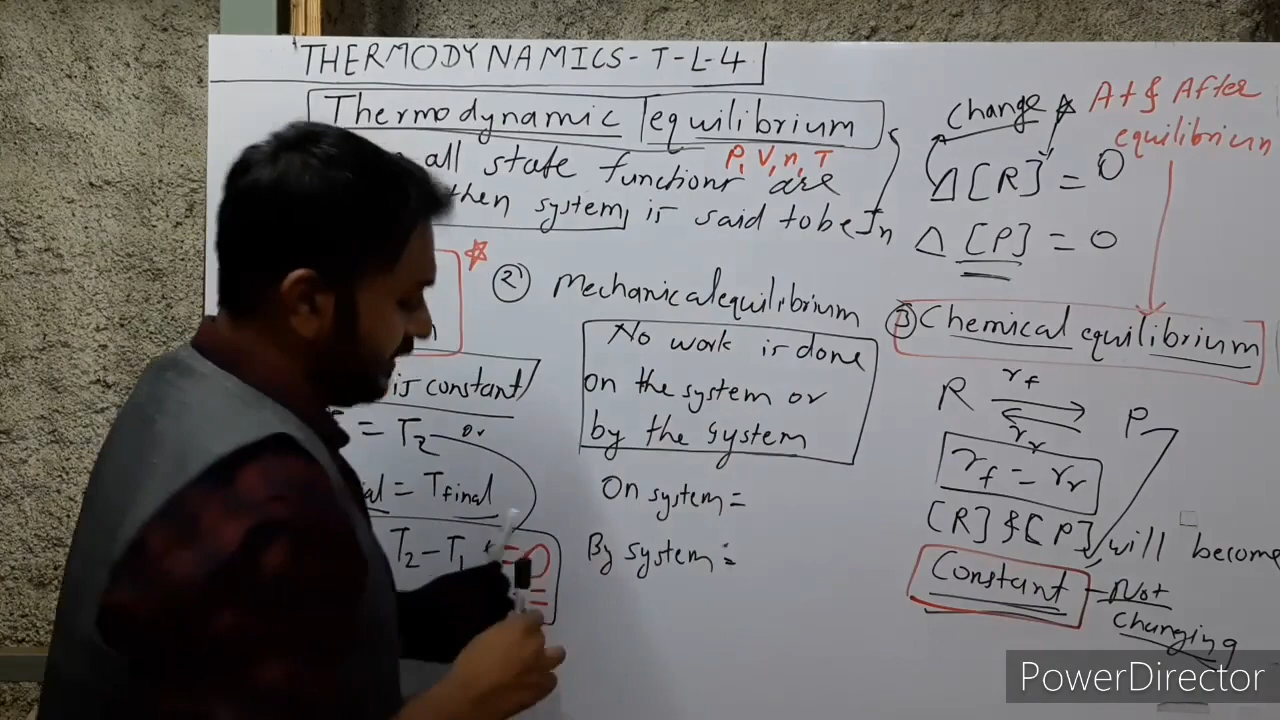 THERMODYNAMICS-T-L-4
Thermodynamic equilibrium
P, V, n, T
all state functions are
then system, is said to be In
② Mechanical equilibrium
No work is done
on the system or
by the system
On system =
By system =
is constant
= T2 or
= Tfinal
T2 - T1
Change * At & After
equilibrium
Δ[R] = 0
Δ [P] = 0
③ Chemical equilibrium
R rf ⇌ rr P
rf = rr
[R] & [P] will become
Constant - Not
changing
PowerDirector